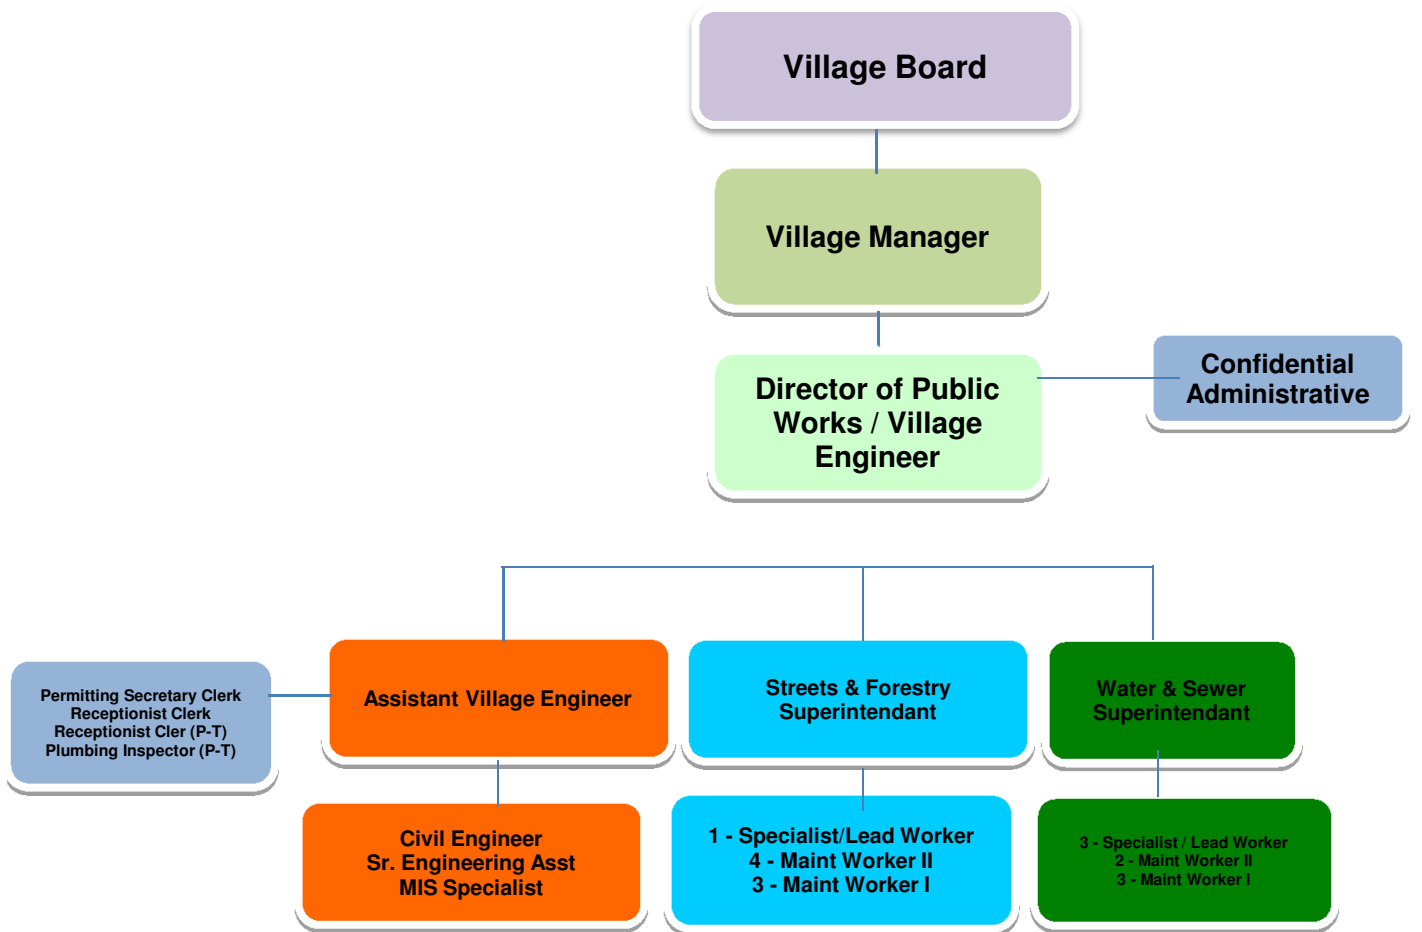 Village Board
Village Manager
Director of Public
Works / Village
Engineer
Confidential
Administrative
Permitting Secretary Clerk
Receptionist Clerk
Receptionist Cler (P-T)
Plumbing Inspector (P-T)
Assistant Village Engineer
Streets & Forestry
Superintendant
Water & Sewer
Superintendant
Civil Engineer
Sr. Engineering Asst
MIS Specialist
1 - Specialist/Lead Worker
4 - Maint Worker II
3 - Maint Worker I
3 - Specialist / Lead Worker
2 - Maint Worker II
3 - Maint Worker I